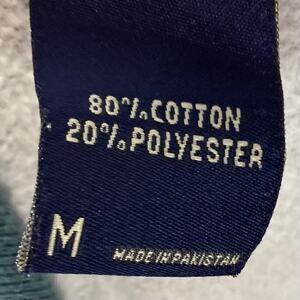 80% COTTON
20% POLYESTER
M
MADE IN PAKISTAN